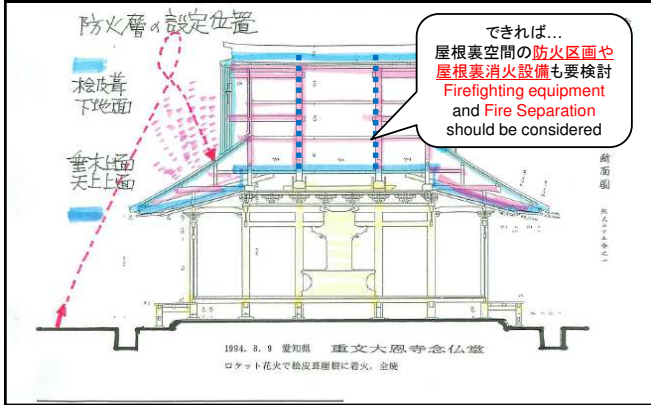 防火層の設定位置
桧皮葺
下地面
垂木上面
天上上面
できれば…
屋根裏空間の防火区画や
屋根裏消火設備も要検討
Firefighting equipment
and Fire Separation
should be considered
断面図
1994. 8. 9 愛知県 重文大恩寺念仏堂
ロケット花火で桧皮葺屋根に着火、全焼